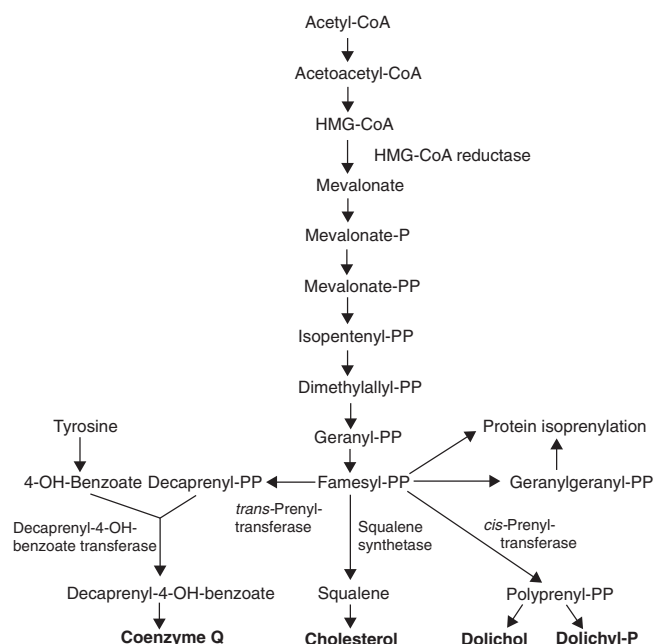 Acetyl-CoA
Acetoacetyl-CoA
HMG-CoA
HMG-CoA reductase
Mevalonate
Mevalonate-P
Mevalonate-PP
Isopentenyl-PP
Dimethylallyl-PP
Tyrosine
Geranyl-PP
Protein isoprenylation
4-OH-Benzoate Decaprenyl-PP
Famesyl-PP
Geranylgeranyl-PP
trans-Prenyl-
transferase
Decaprenyl-4-OH-
benzoate transferase
Squalene
synthetase
cis-Prenyl-
transferase
Decaprenyl-4-OH-benzoate
Squalene
Polyprenyl-PP
Coenzyme Q
Cholesterol
Dolichol
Dolichyl-P